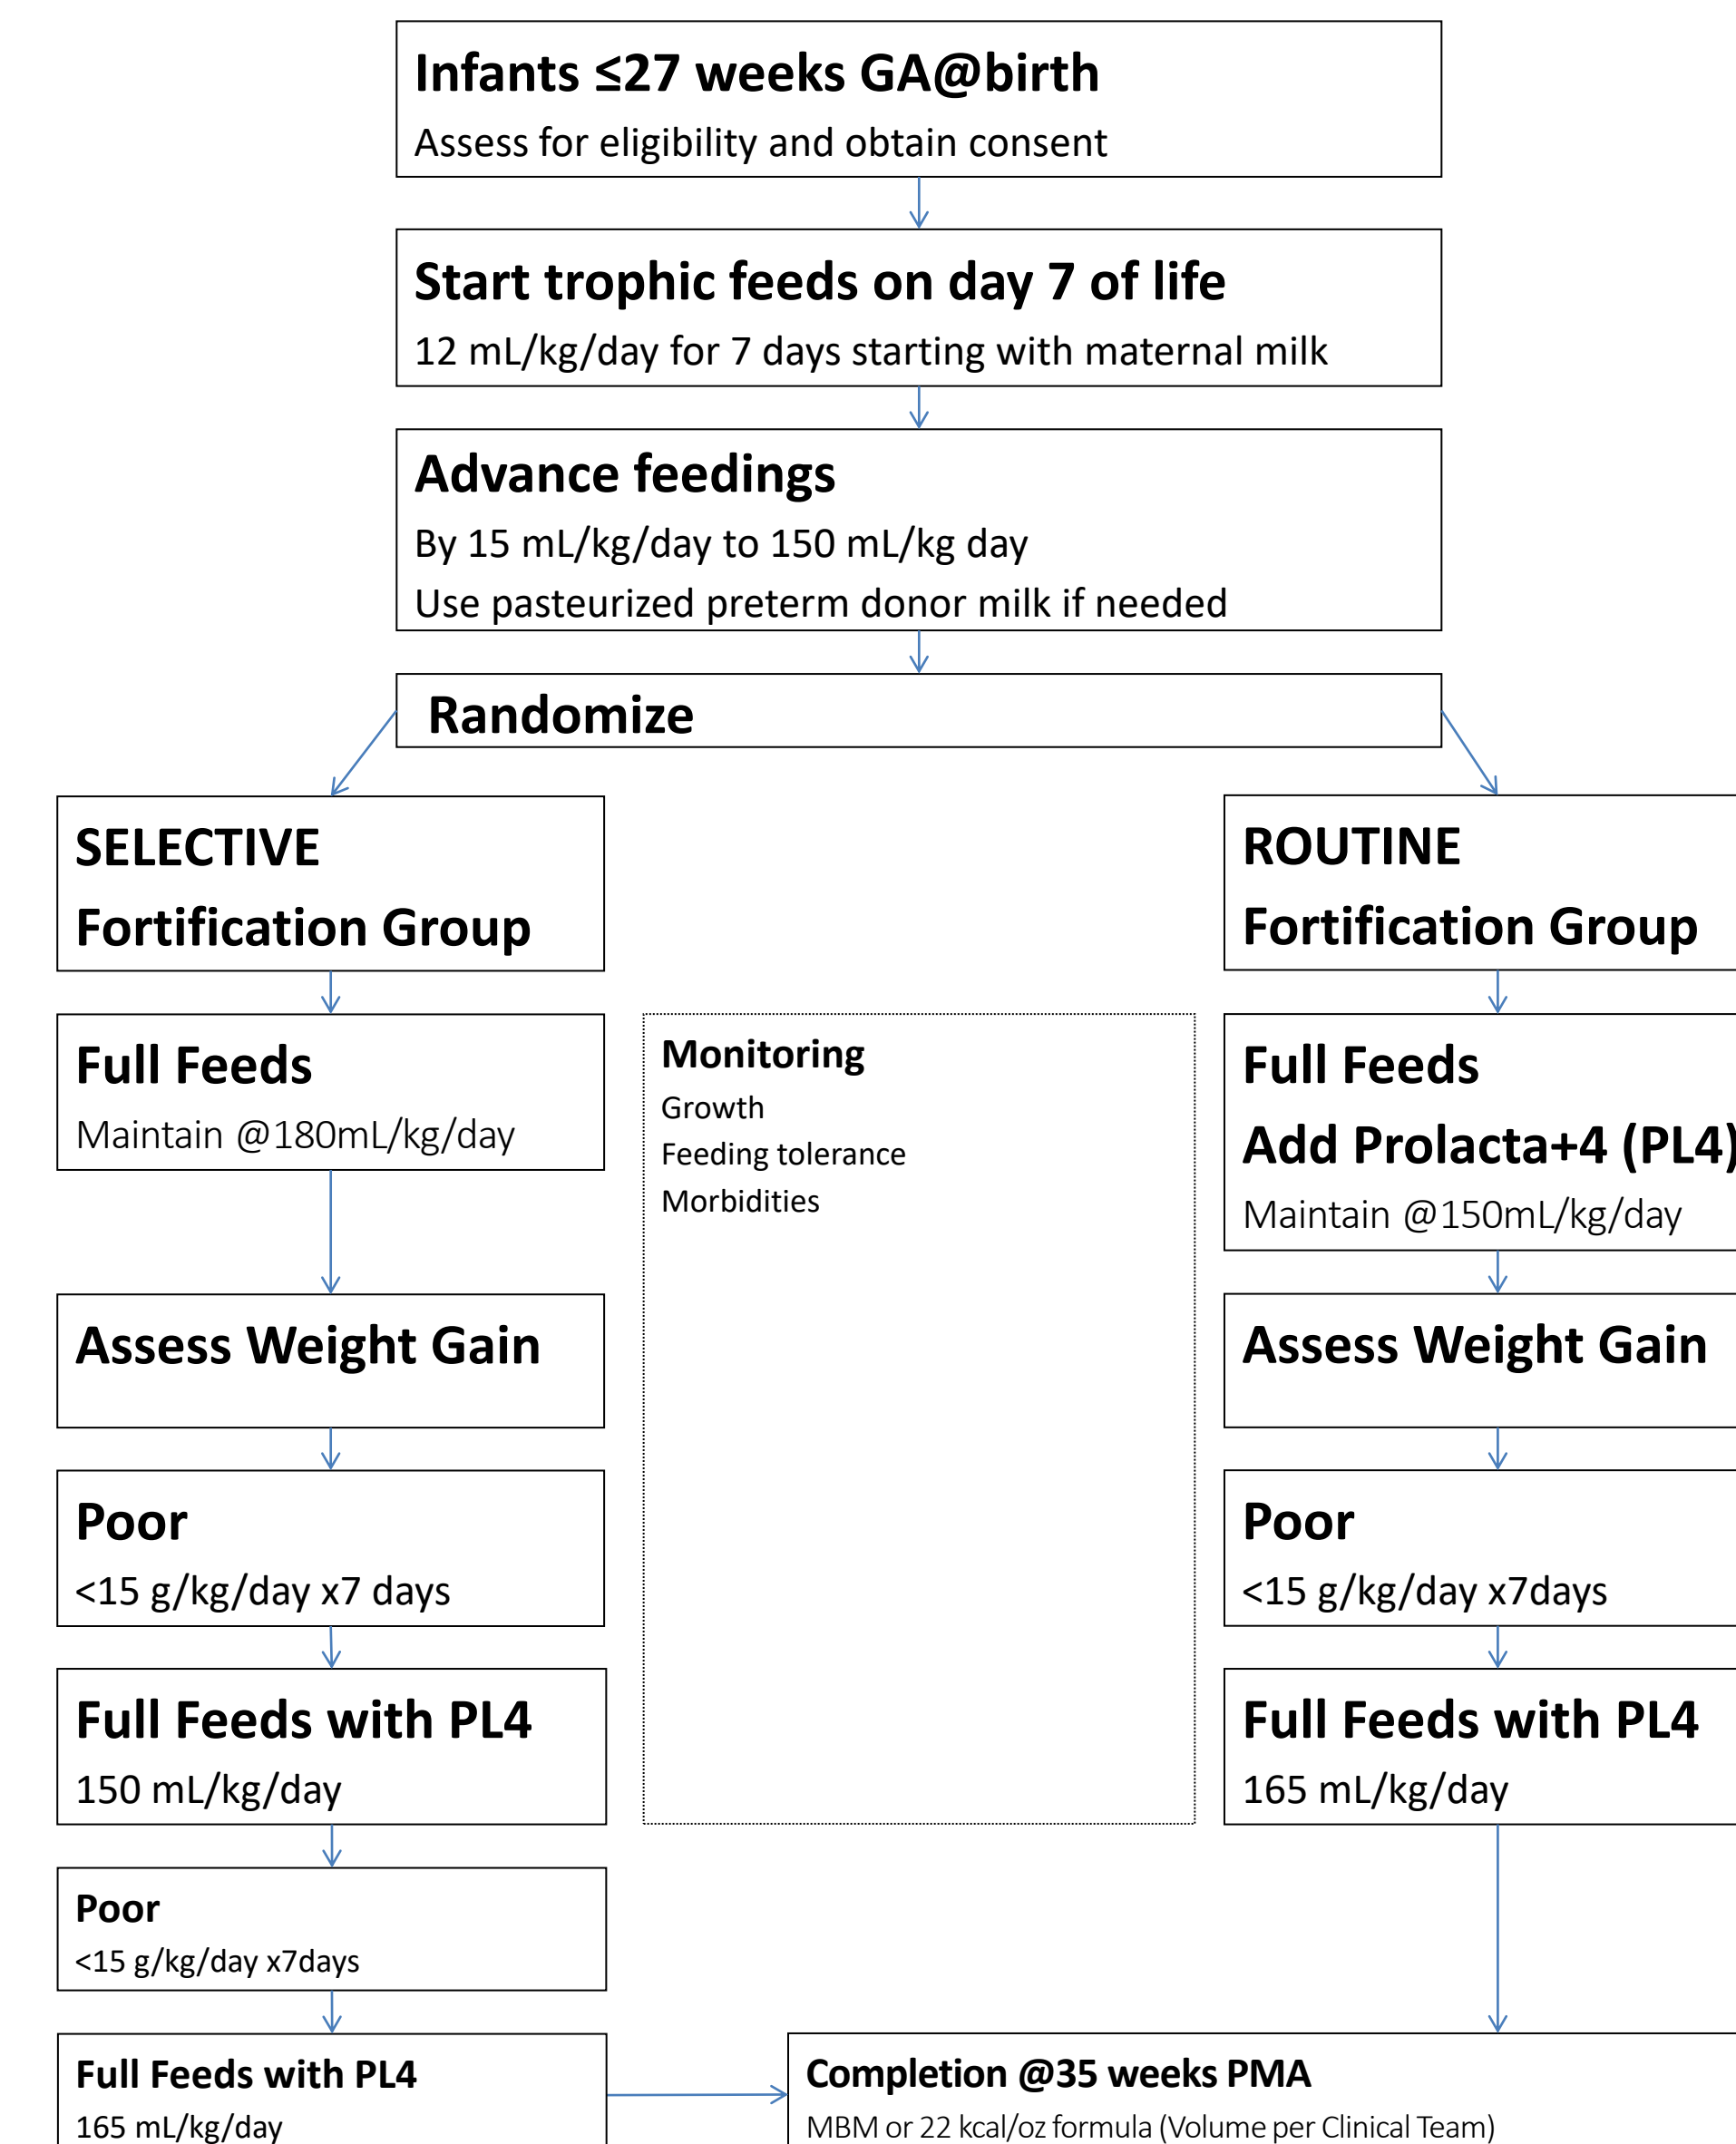 Infants ≤27 weeks GA@birth
Assess for eligibility and obtain consent
Start trophic feeds on day 7 of life
12 mL/kg/day for 7 days starting with maternal milk
Advance feedings
By 15 mL/kg/day to 150 mL/kg day
Use pasteurized preterm donor milk if needed
Randomize
SELECTIVE
Fortification Group
Full Feeds
Maintain @180mL/kg/day
Assess Weight Gain
Poor
<15 g/kg/day x7 days
Full Feeds with PL4
150 mL/kg/day
Poor
<15 g/kg/day x7days
Full Feeds with PL4
165 mL/kg/day
Monitoring
Growth
Feeding tolerance
Morbidities
ROUTINE
Fortification Group
Full Feeds
Add Prolacta+4 (PL4)
Maintain @150mL/kg/day
Assess Weight Gain
Poor
<15 g/kg/day x7days
Full Feeds with PL4
165 mL/kg/day
Completion @35 weeks PMA
MBM or 22 kcal/oz formula (Volume per Clinical Team)